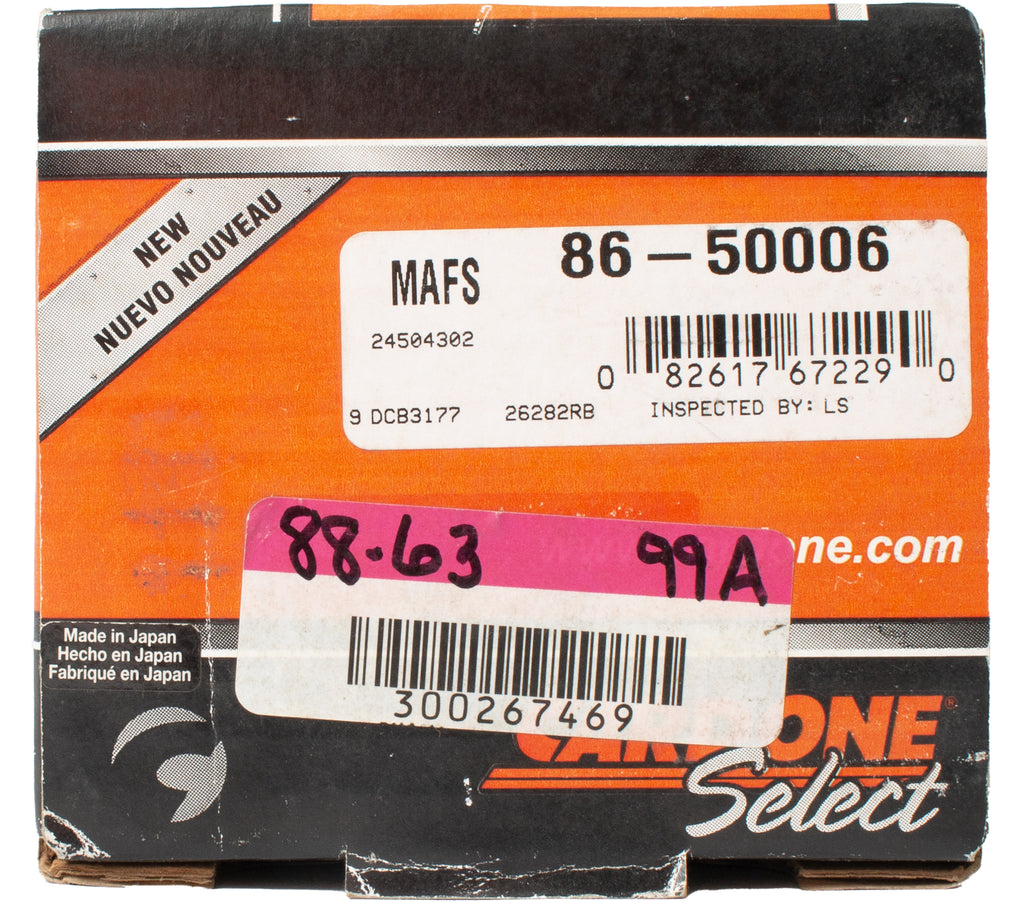 NEW
NUEVO NOUVEAU
MAFS 86-50006
24504302
0 82617 67229 0
9 DCB3177 26282RB INSPECTED BY: LS
88-63 99A
ne.com
300267469
Made in Japan
Hecho en Japan
Fabriqué en Japan
ONE®
Select